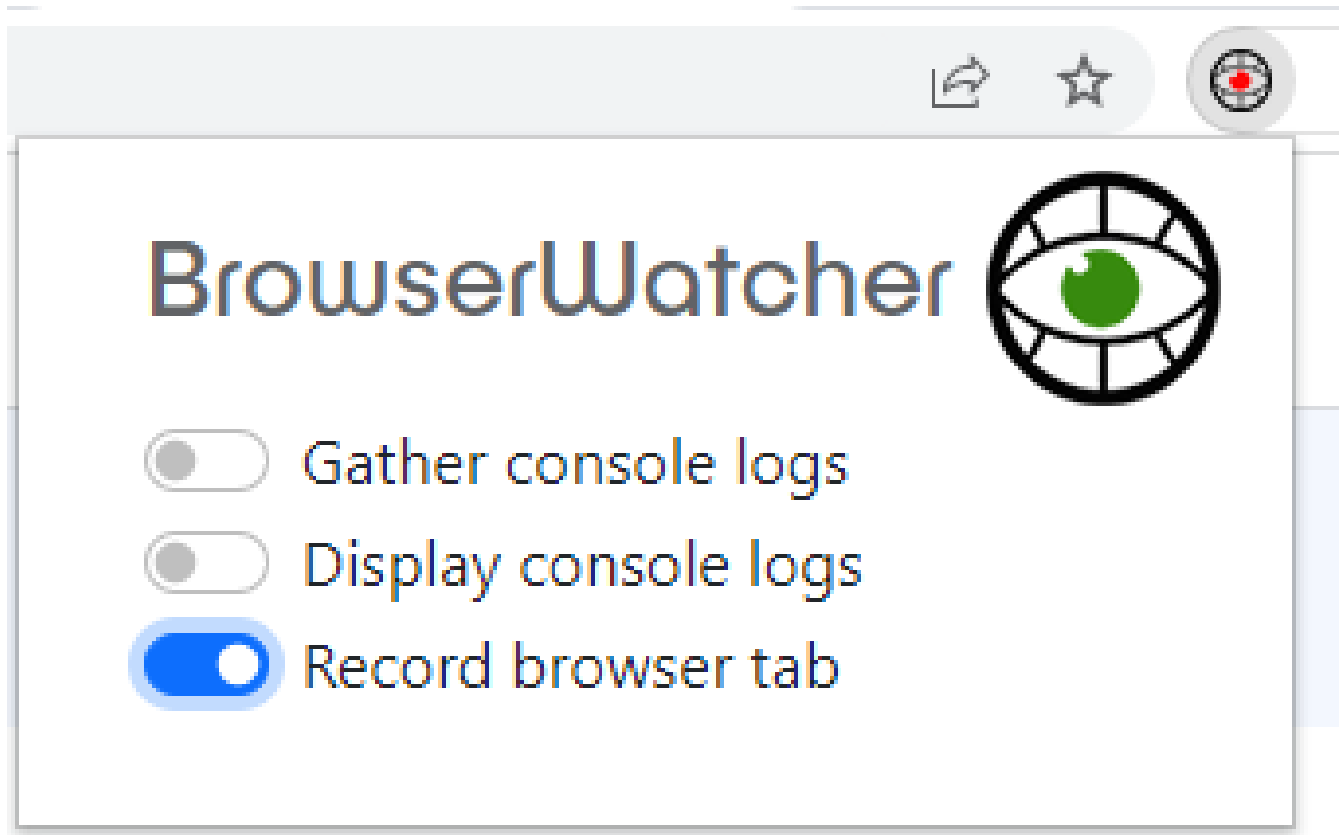 BrowserWatcher
Gather console logs
Display console logs
Record browser tab